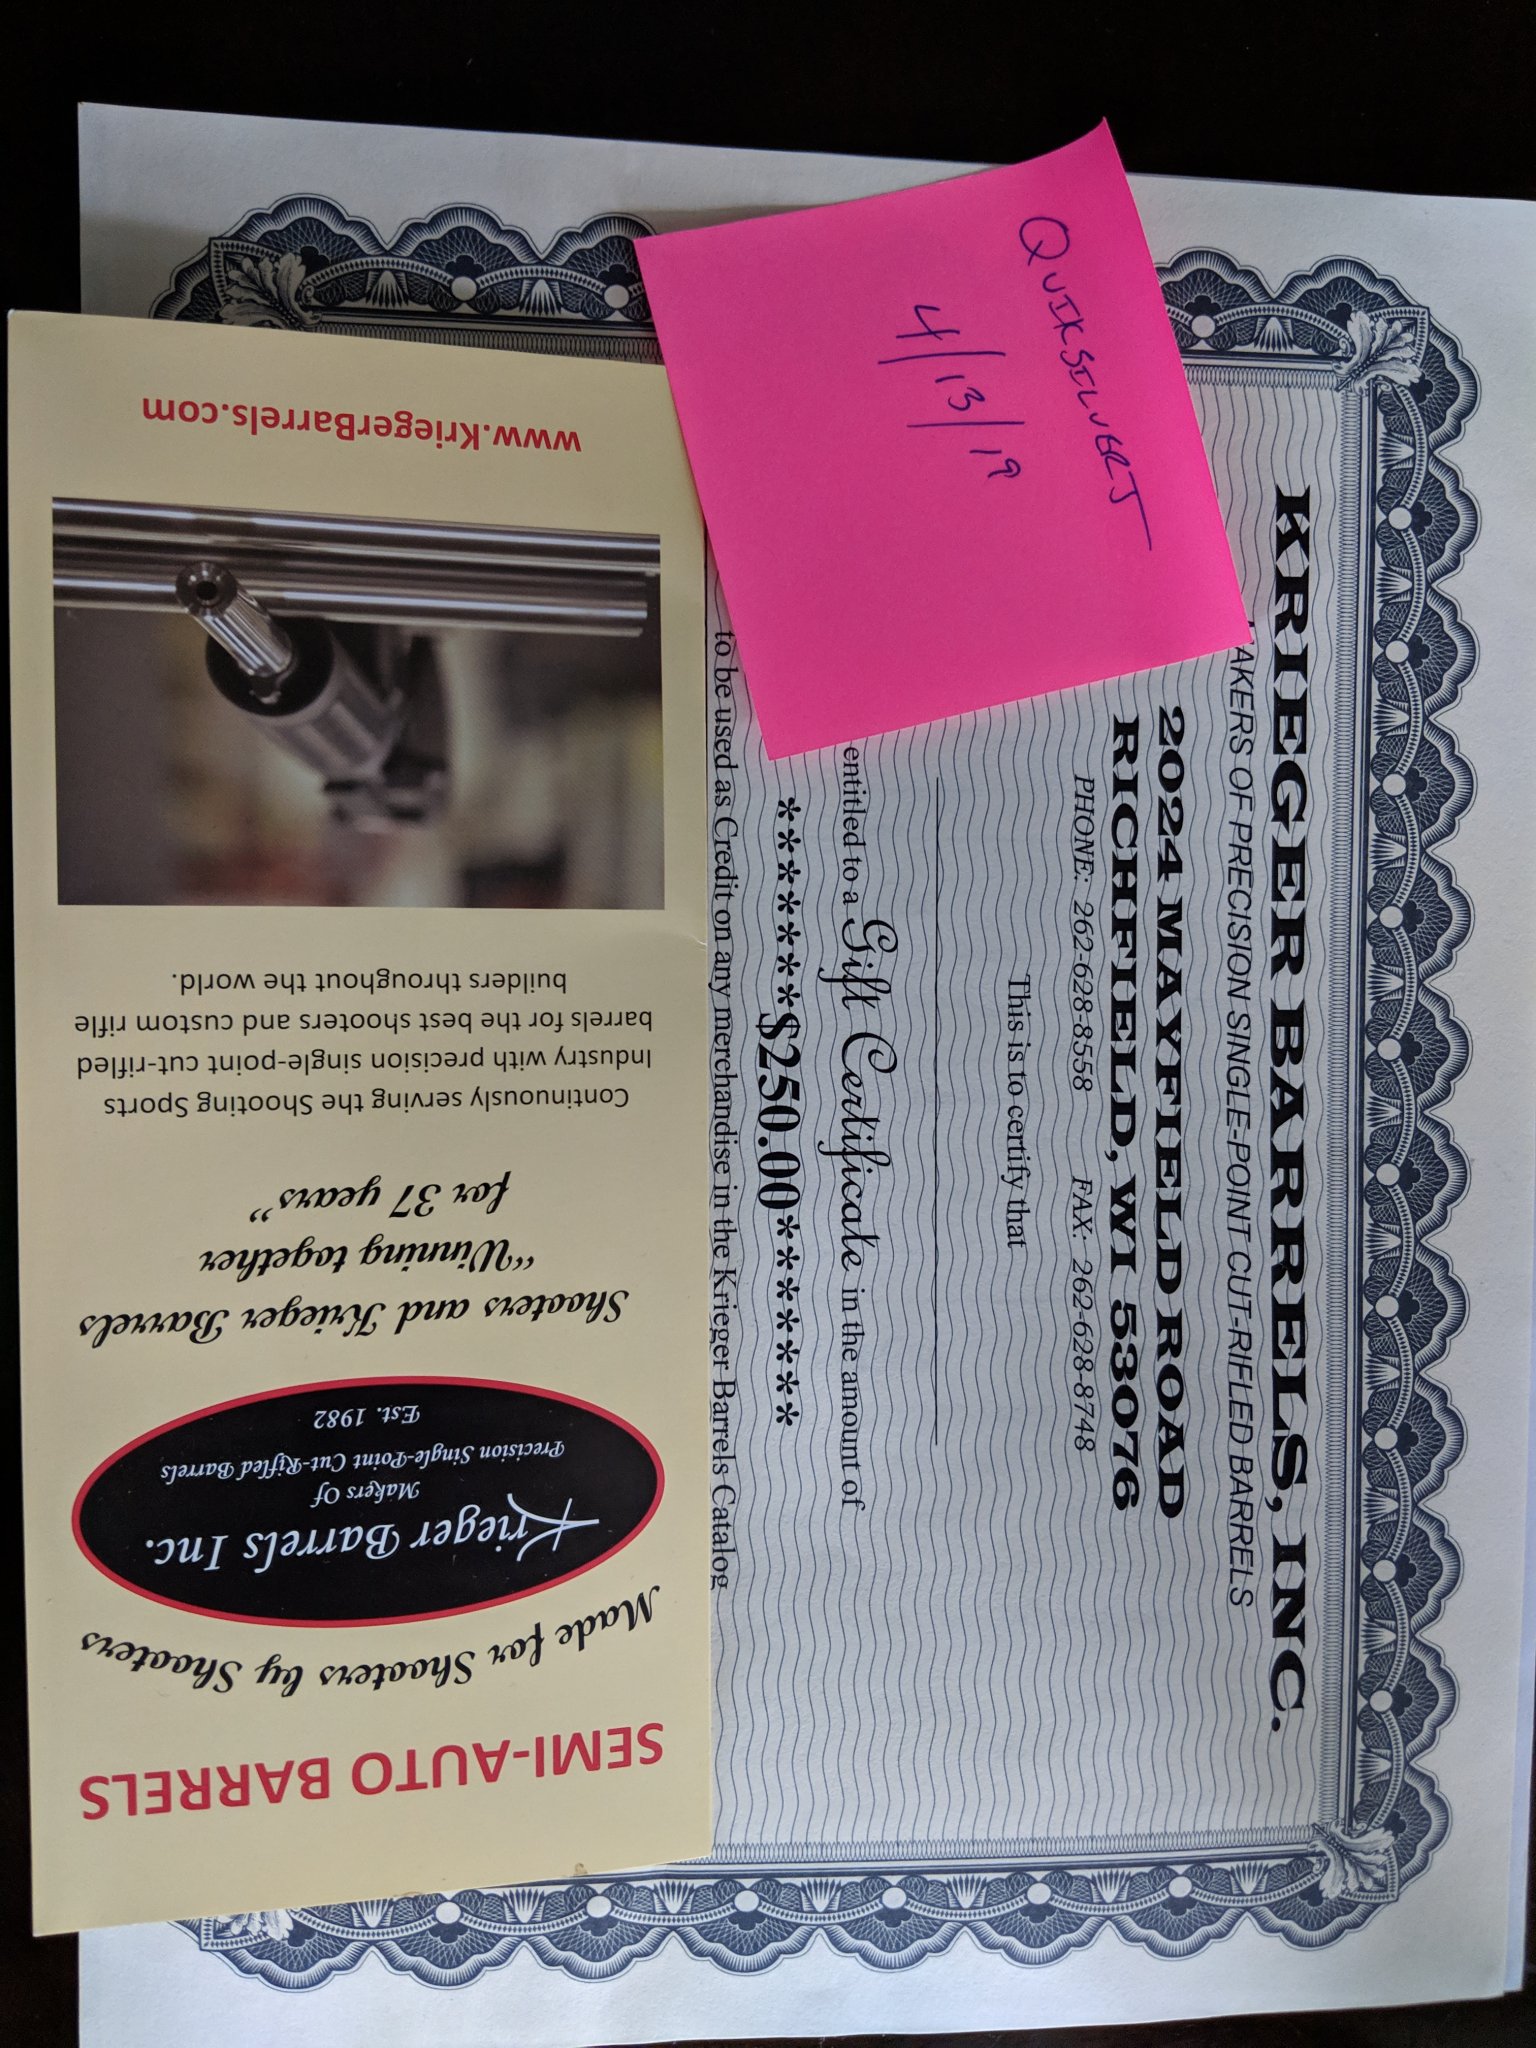 KRIEGER BARRELS, INC.
MAKERS OF PRECISION SINGLE-POINT CUT-RIFLED BARRELS
2024 MAYFIELD ROAD
RICHFIELD, WI 53076
PHONE: 262-628-8558 FAX: 262-628-8748
This is to certify that
entitled to a Gift Certificate in the amount of
********$250.00*********
to be used as Credit on any merchandise in the Krieger Barrels Catalog
QUIKSILVERJ
4/13/19
SEMI-AUTO BARRELS
Made for Shooters by Shooters
Krieger Barrels Inc.
Makers Of
Precision Single-Point Cut-Rifled Barrels
Est. 1982
Shooters and Krieger Barrels
"Winning together
for 37 years"
Continuously serving the Shooting Sports
Industry with precision single-point cut-rifled
barrels for the best shooters and custom rifle
builders throughout the world.
www.KriegerBarrels.com